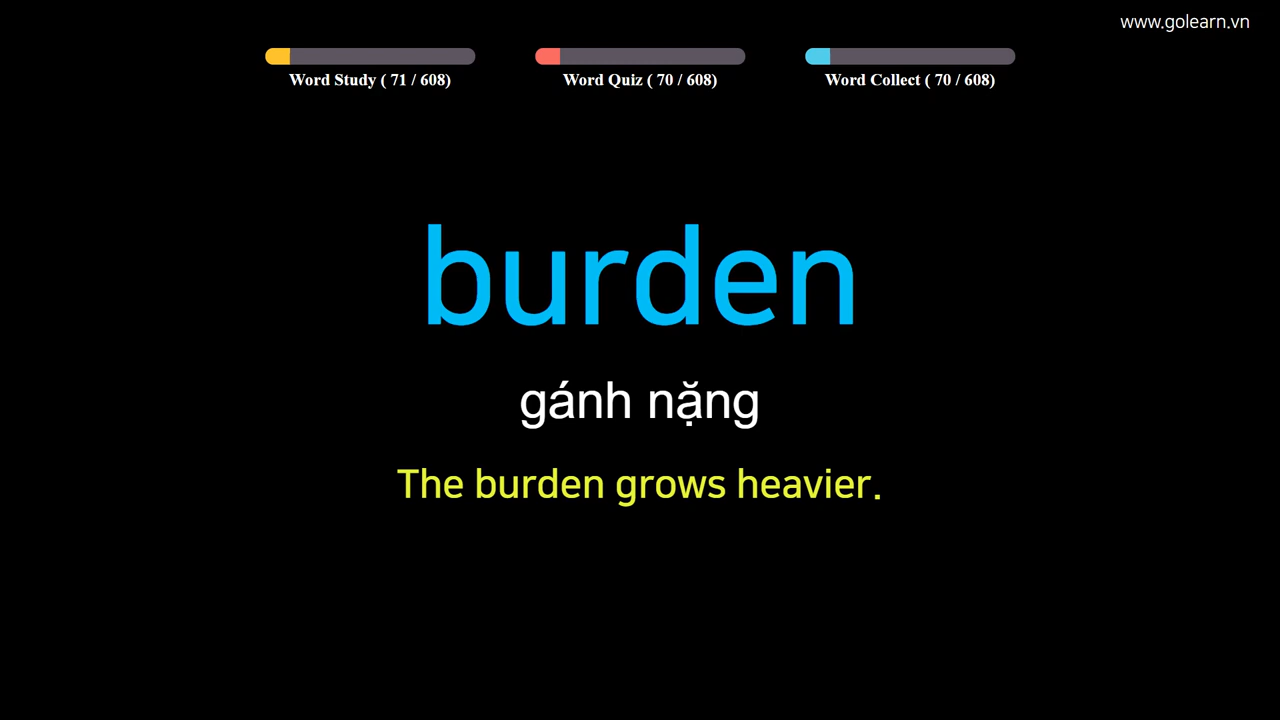 www.golearn.vn
Word Study ( 71 / 608)
Word Quiz ( 70 / 608)
Word Collect ( 70 / 608)
burden
gánh nặng
The burden grows heavier.